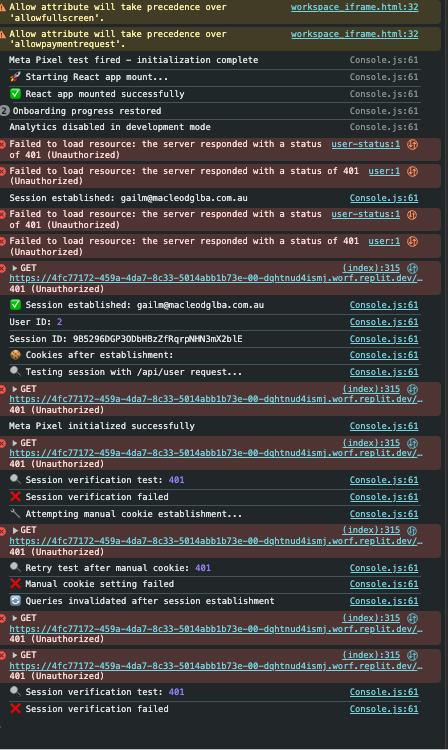 Allow attribute will take precedence over workspace_iframe.html:32
'allowfullscreen'.
Allow attribute will take precedence over workspace_iframe.html:32
'allowpaymentrequest'.
Meta Pixel test fired - initialization complete Console.js:61
🚀 Starting React app mount... Console.js:61
✅ React app mounted successfully Console.js:61
2 Onboarding progress restored Console.js:61
Analytics disabled in development mode Console.js:61
Failed to load resource: the server responded with a status user-status:1
of 401 (Unauthorized)
Failed to load resource: the server responded with a status of 401 user:1
(Unauthorized)
Session established: gailm@macleodglba.com.au Console.js:61
Failed to load resource: the server responded with a status user-status:1
of 401 (Unauthorized)
Failed to load resource: the server responded with a status of 401 user:1
(Unauthorized)
▶GET (index):315
https://4fc77172-459a-4da7-8c33-5014abb1b73e-00-dqhtnud4ismj.worf.replit.dev/…
401 (Unauthorized)
✅ Session established: gailm@macleodglba.com.au Console.js:61
User ID: 2 Console.js:61
Session ID: 9B5296DGP3ODbHBzZfRqrpNHN3mX2blE Console.js:61
🍪 Cookies after establishment: Console.js:61
🔍 Testing session with /api/user request... Console.js:61
▶GET (index):315
https://4fc77172-459a-4da7-8c33-5014abb1b73e-00-dqhtnud4ismj.worf.replit.dev/…
401 (Unauthorized)
Meta Pixel initialized successfully Console.js:61
▶GET (index):315
https://4fc77172-459a-4da7-8c33-5014abb1b73e-00-dqhtnud4ismj.worf.replit.dev/…
401 (Unauthorized)
🔍 Session verification test: 401 Console.js:61
❌ Session verification failed Console.js:61
🔧 Attempting manual cookie establishment... Console.js:61
▶GET (index):315
https://4fc77172-459a-4da7-8c33-5014abb1b73e-00-dqhtnud4ismj.worf.replit.dev/…
401 (Unauthorized)
🔍 Retry test after manual cookie: 401 Console.js:61
❌ Manual cookie setting failed Console.js:61
🔄 Queries invalidated after session establishment Console.js:61
▶GET (index):315
https://4fc77172-459a-4da7-8c33-5014abb1b73e-00-dqhtnud4ismj.worf.replit.dev/…
401 (Unauthorized)
▶GET (index):315
https://4fc77172-459a-4da7-8c33-5014abb1b73e-00-dqhtnud4ismj.worf.replit.dev/…
401 (Unauthorized)
🔍 Session verification test: 401 Console.js:61
❌ Session verification failed Console.js:61